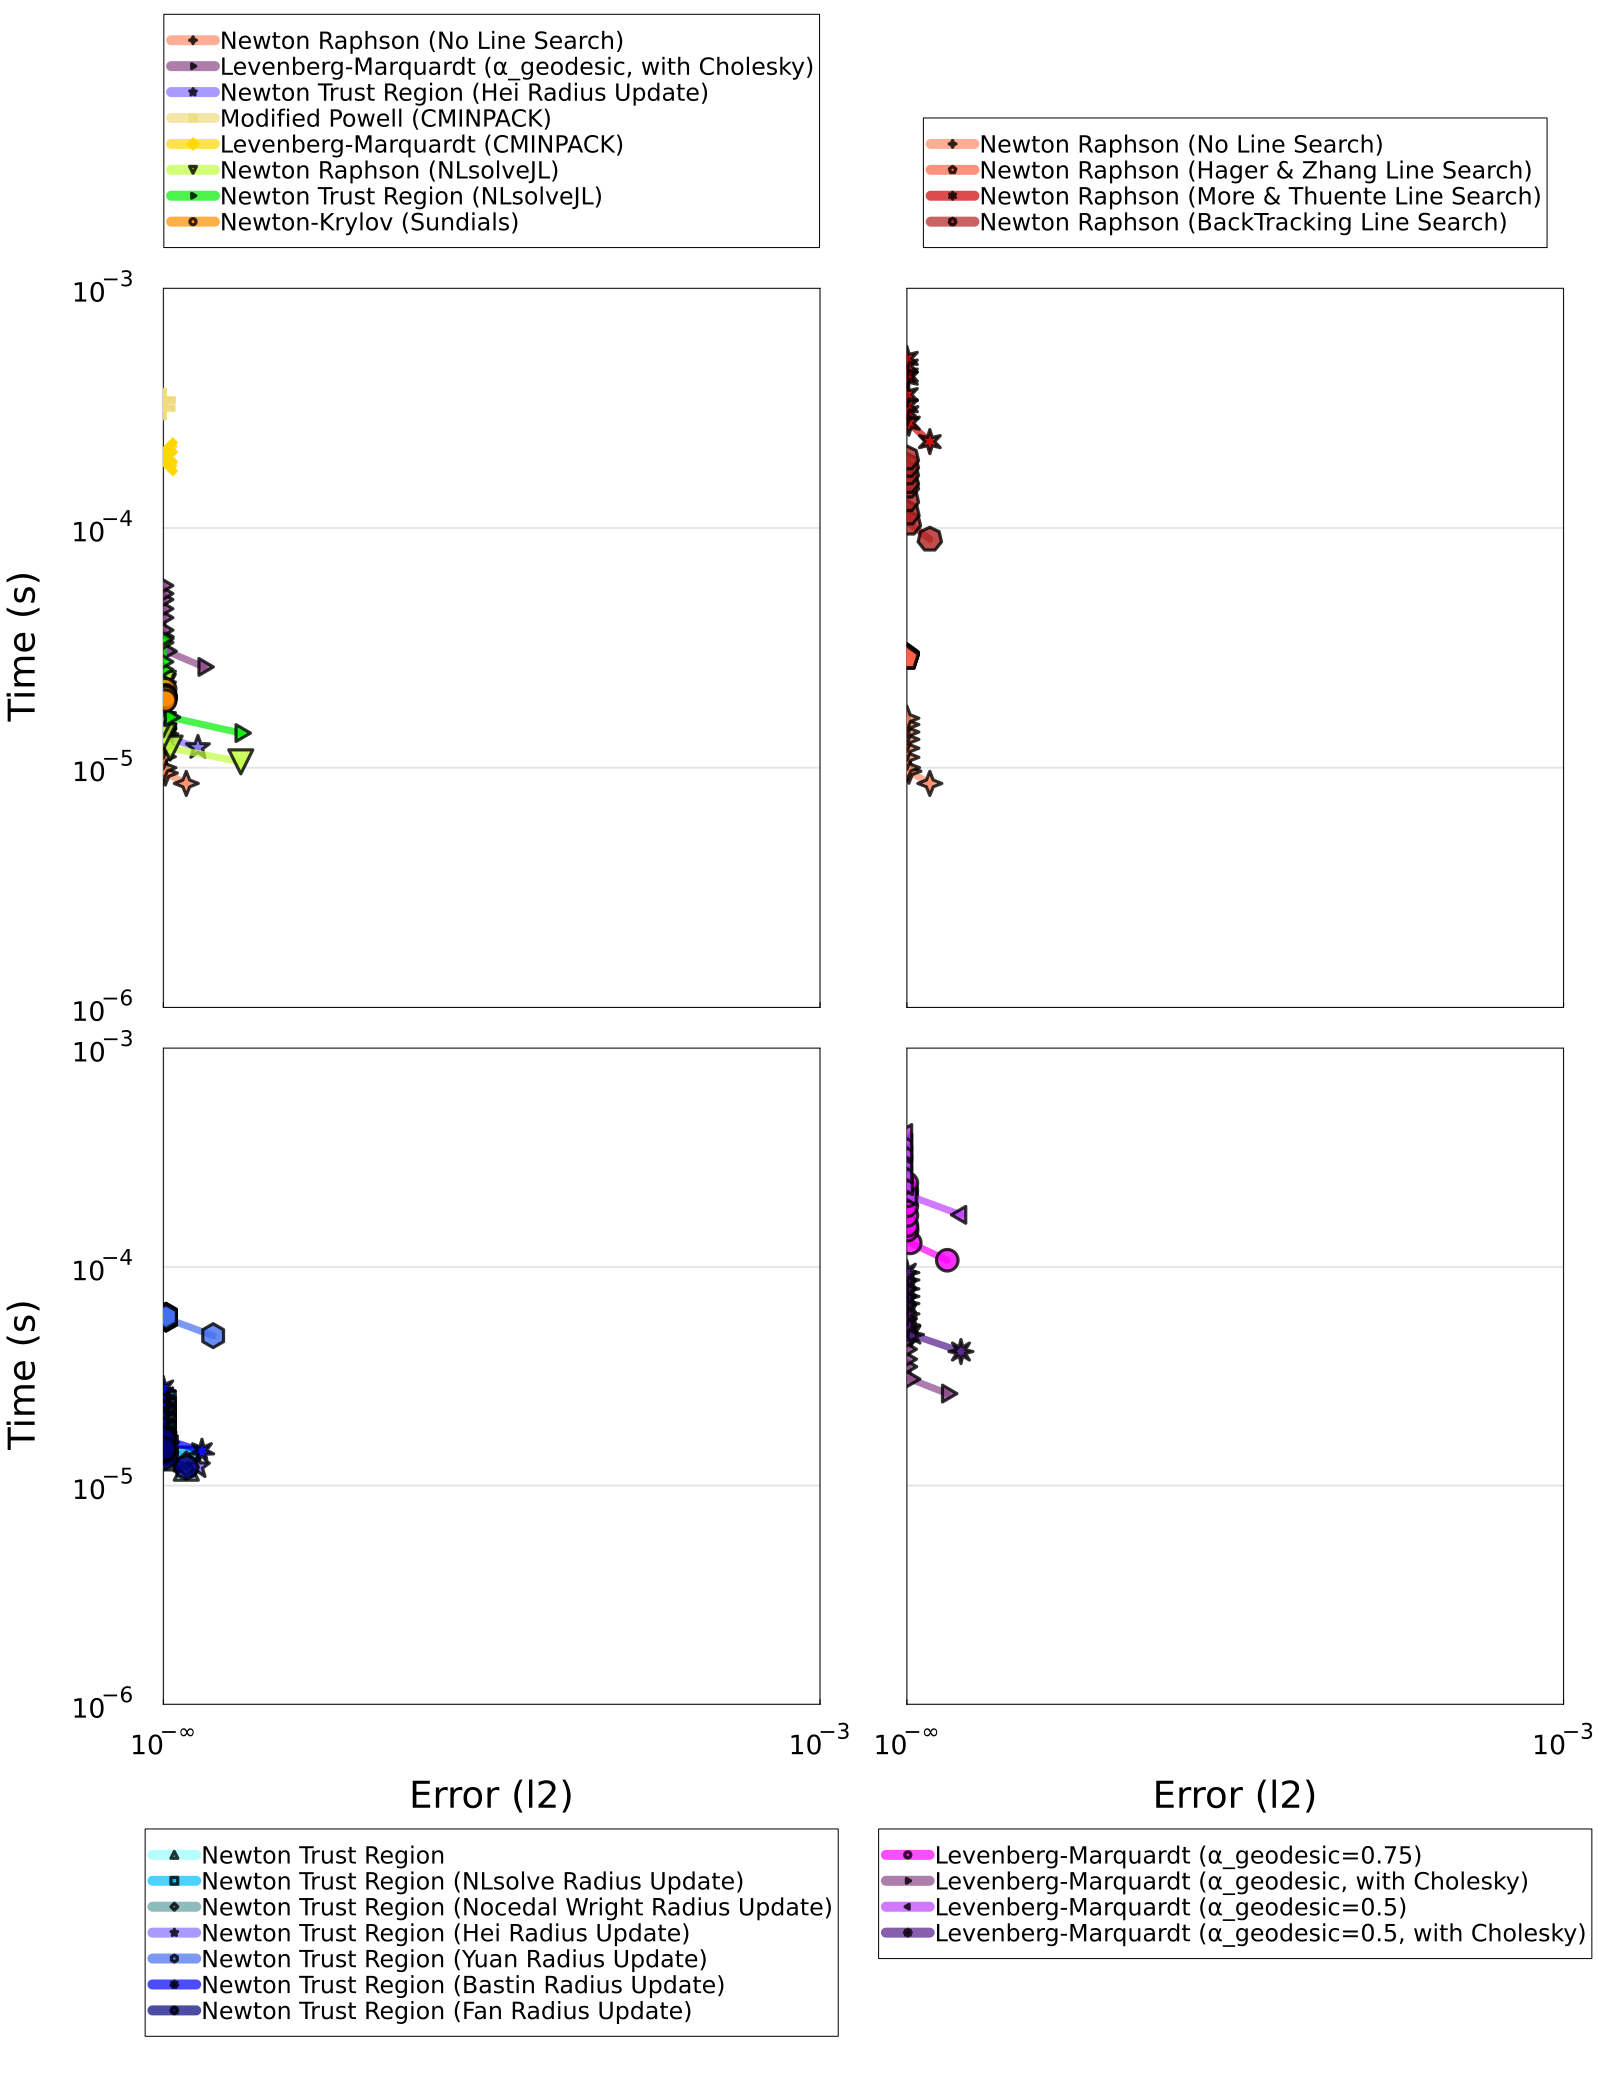 Newton Raphson (No Line Search)
Levenberg-Marquardt (α_geodesic, with Cholesky)
Newton Trust Region (Hei Radius Update)
Modified Powell (CMINPACK)
Levenberg-Marquardt (CMINPACK)
Newton Raphson (NLsolveJL)
Newton Trust Region (NLsolveJL)
Newton-Krylov (Sundials)
Newton Raphson (No Line Search)
Newton Raphson (Hager & Zhang Line Search)
Newton Raphson (More & Thuente Line Search)
Newton Raphson (BackTracking Line Search)
10⁻³
10⁻⁴
10⁻⁵
10⁻⁶
Time (s)
10⁻³
10⁻⁴
10⁻⁵
10⁻⁶
Time (s)
10^−∞
10⁻³
10^−∞
10⁻³
Error (l2)
Error (l2)
Newton Trust Region
Newton Trust Region (NLsolve Radius Update)
Newton Trust Region (Nocedal Wright Radius Update)
Newton Trust Region (Hei Radius Update)
Newton Trust Region (Yuan Radius Update)
Newton Trust Region (Bastin Radius Update)
Newton Trust Region (Fan Radius Update)
Levenberg-Marquardt (α_geodesic=0.75)
Levenberg-Marquardt (α_geodesic, with Cholesky)
Levenberg-Marquardt (α_geodesic=0.5)
Levenberg-Marquardt (α_geodesic=0.5, with Cholesky)